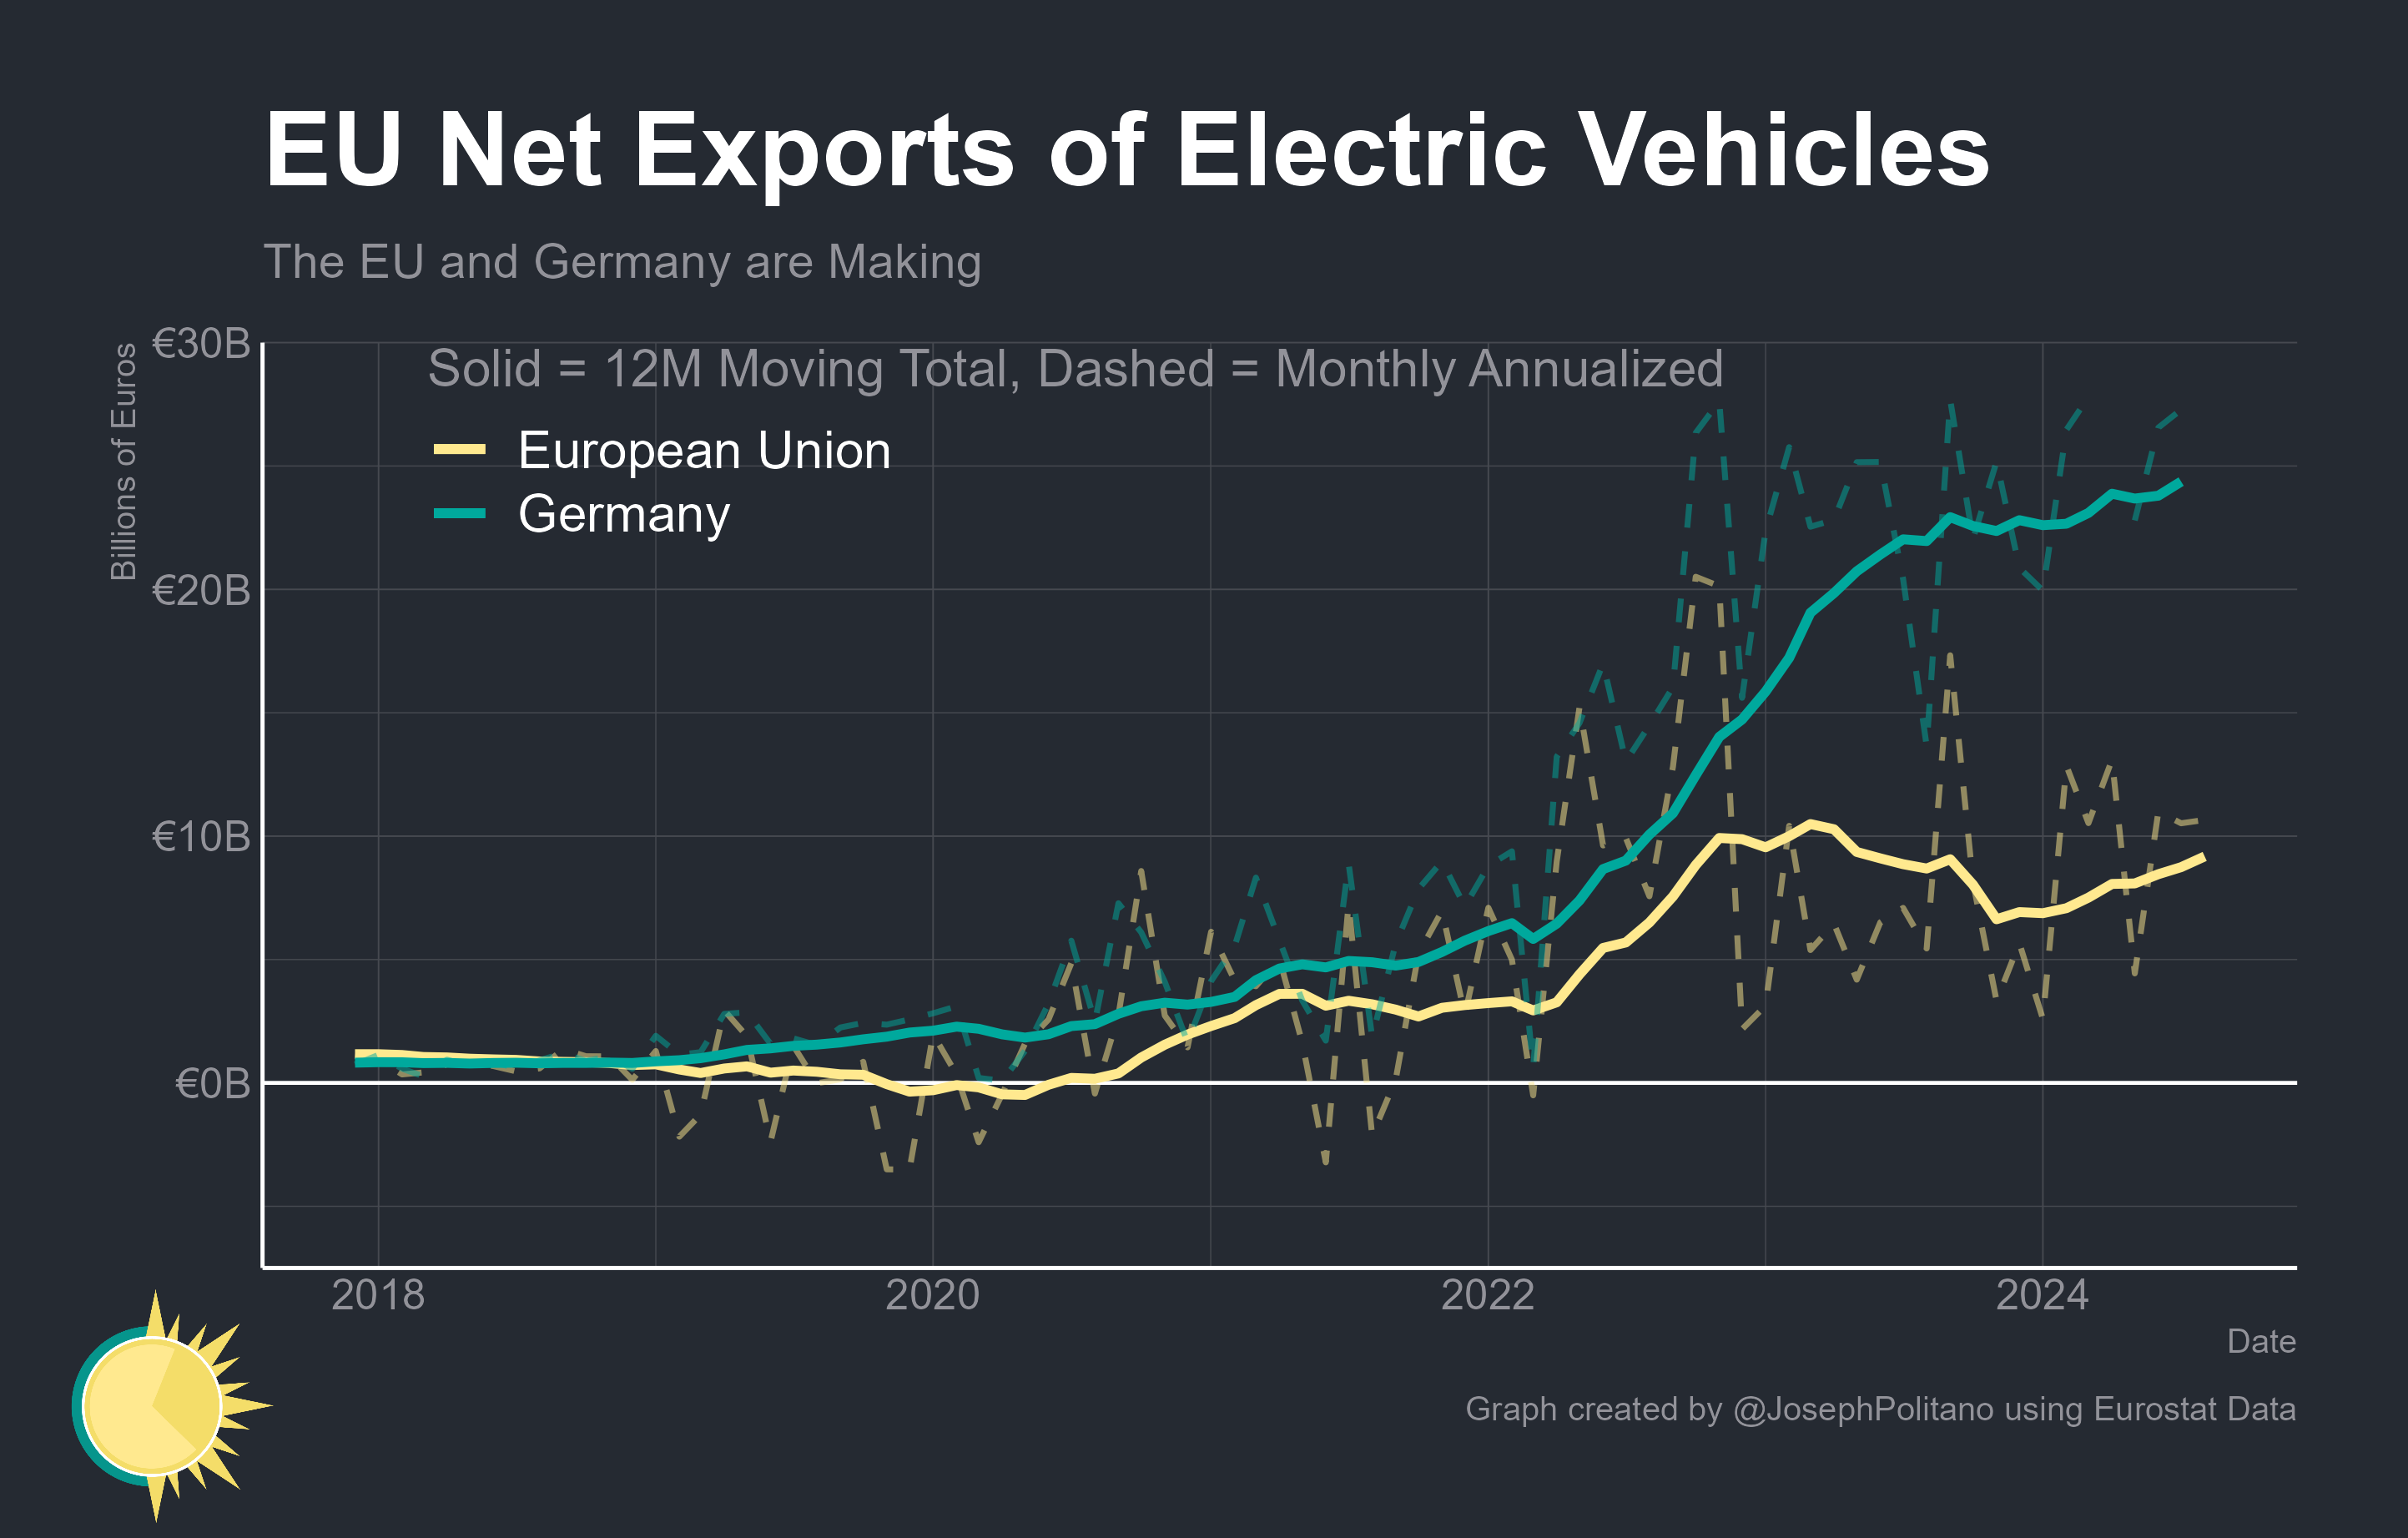 EU Net Exports of Electric Vehicles
The EU and Germany are Making
Billions of Euros
€30B
Solid = 12M Moving Total, Dashed = Monthly Annualized
European Union
Germany
€20B
€10B
€0B
2018 2020 2022 2024
Date
Graph created by @JosephPolitano using Eurostat Data